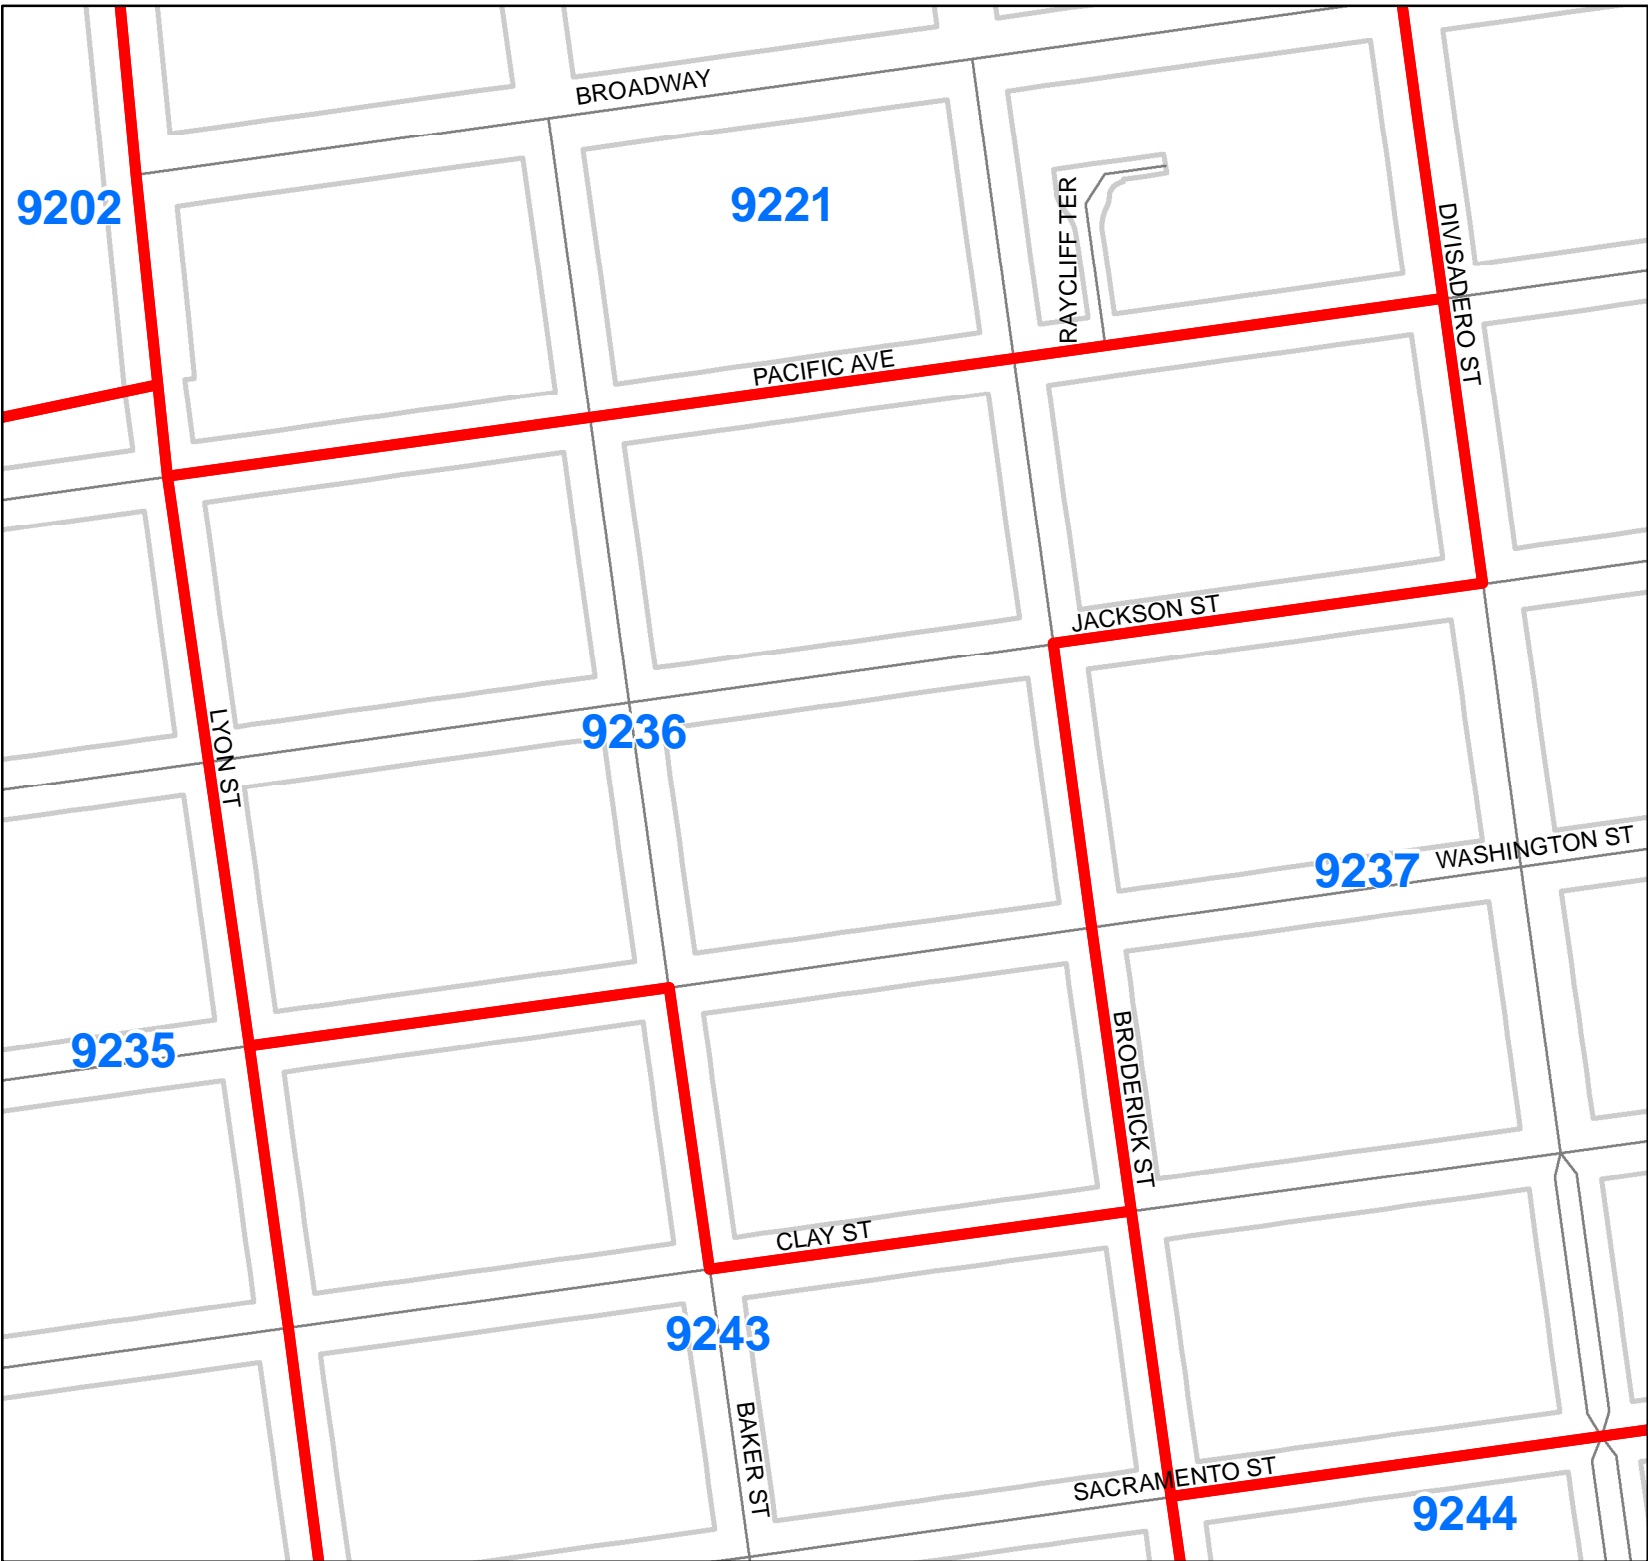 BROADWAY
9202
9221
RAYCLIFF TER
DIVISADERO ST
PACIFIC AVE
JACKSON ST
LYON ST
9236
WASHINGTON ST
9237
9235
BRODERICK ST
CLAY ST
9243
BAKER ST
SACRAMENTO ST
9244